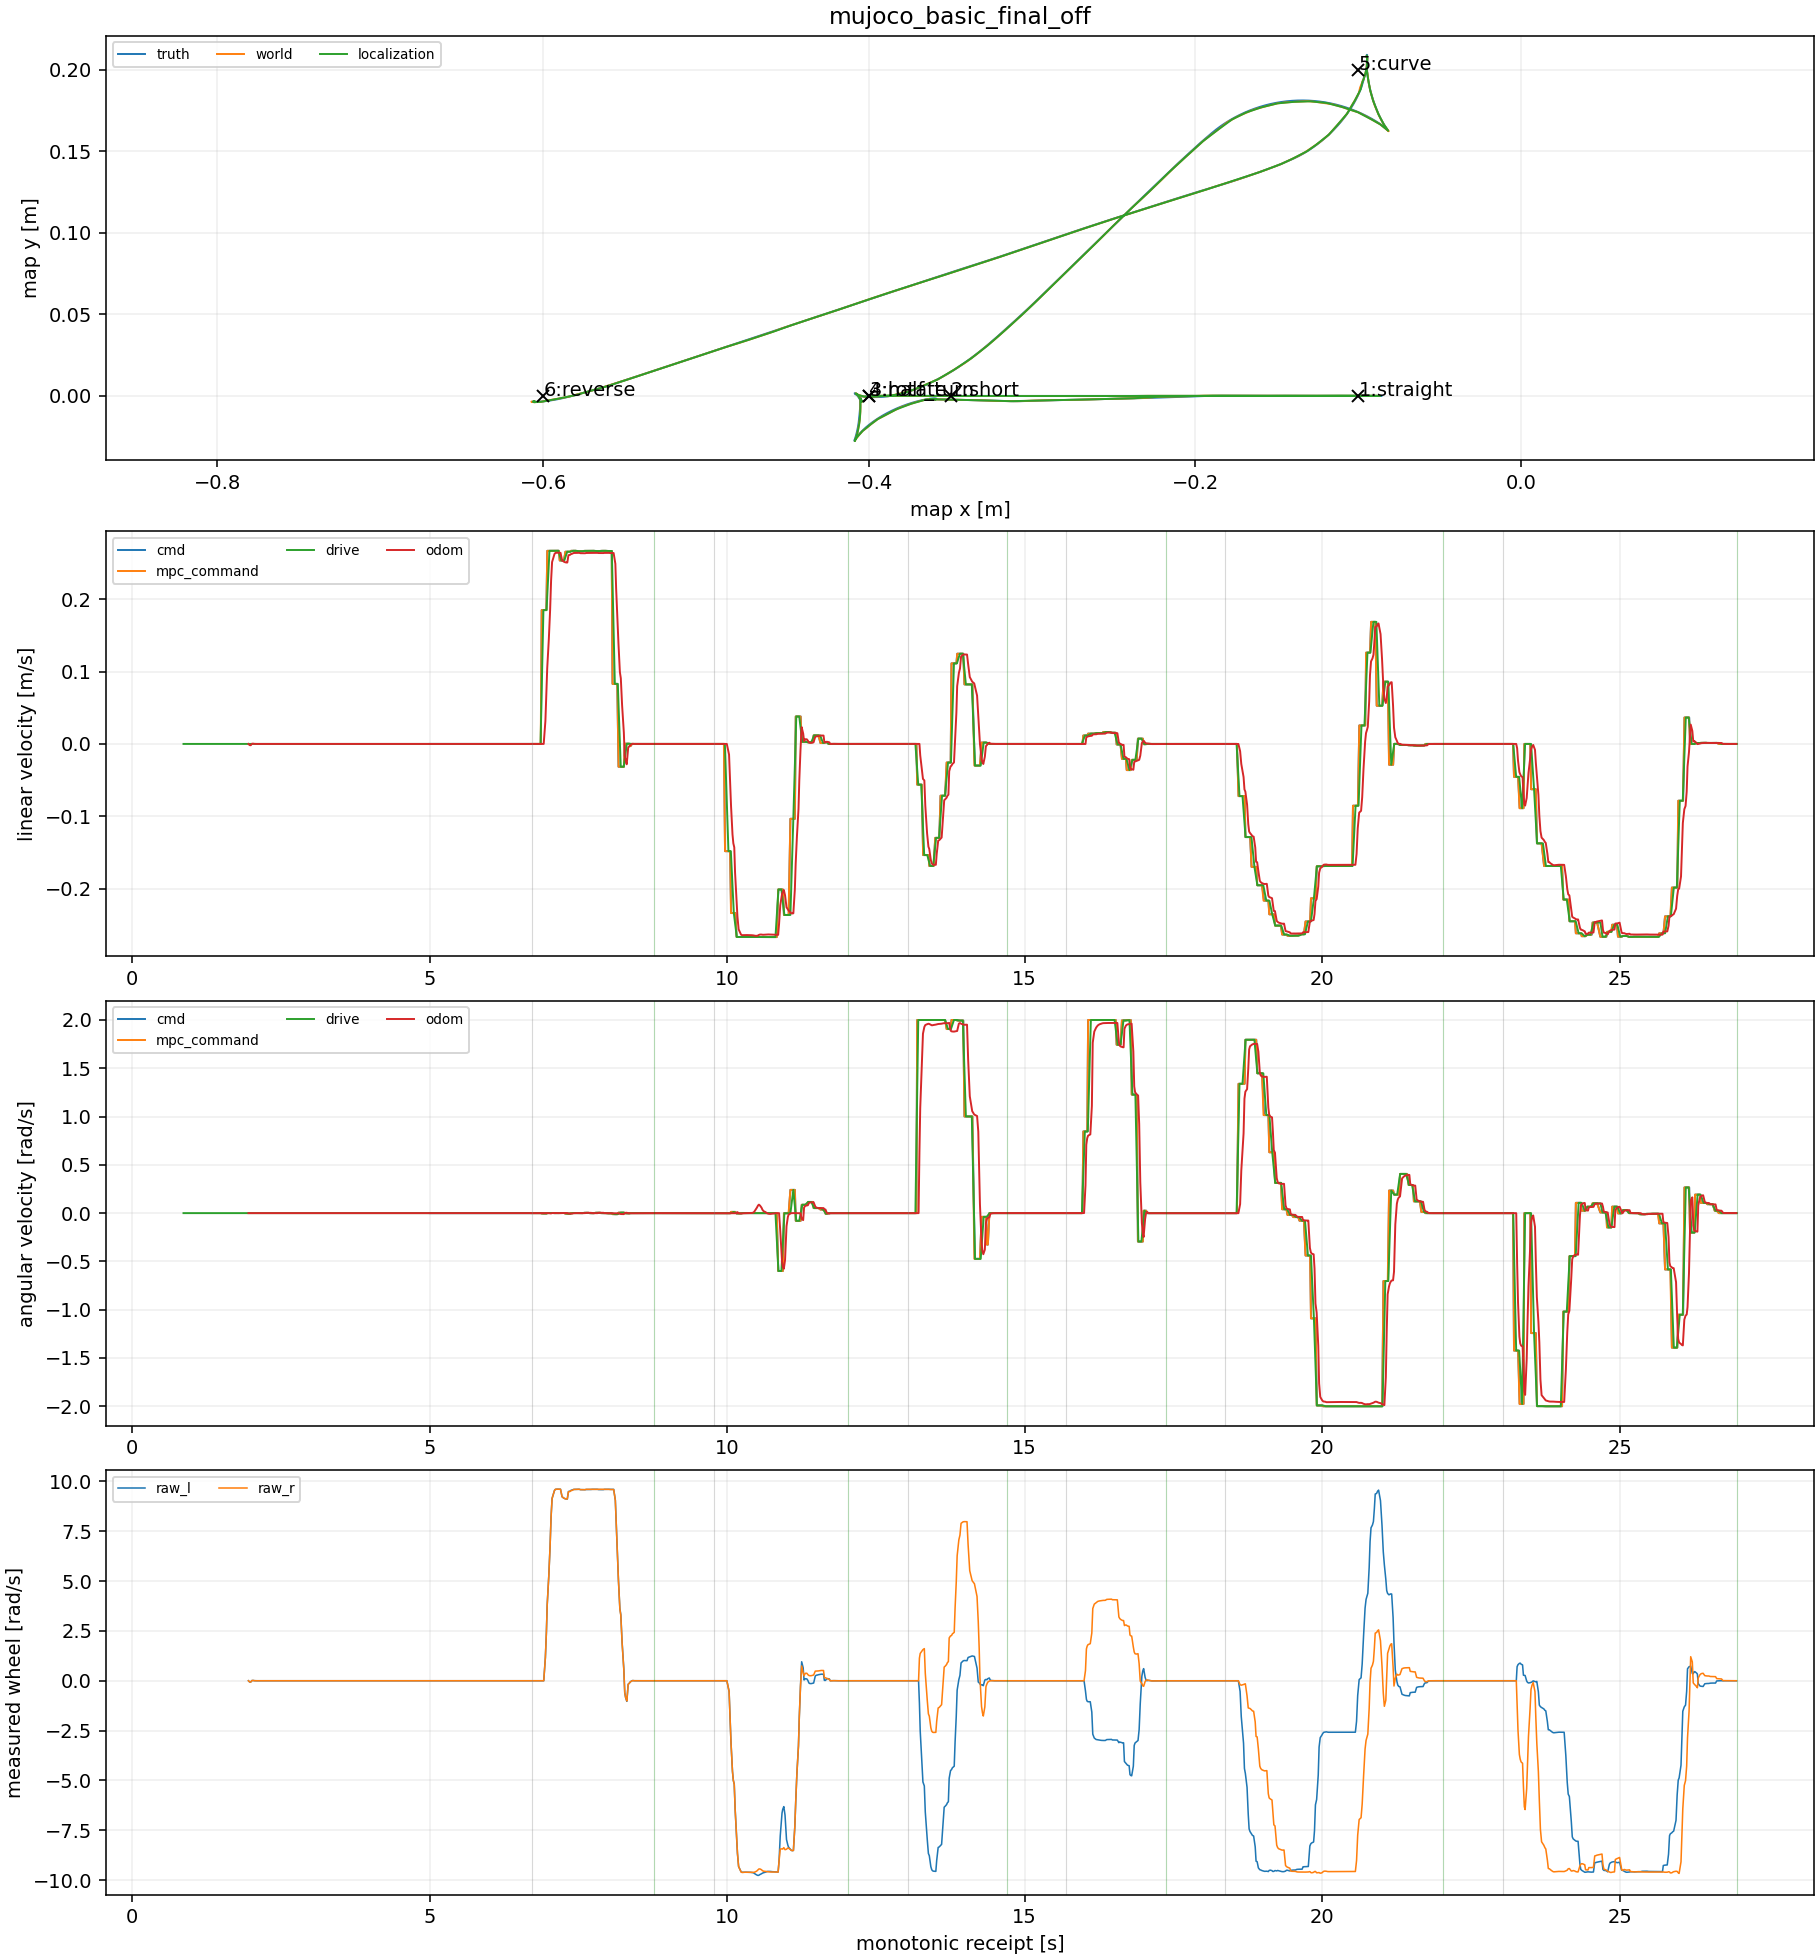 mujoco_basic_final_off
truth world localization
0.20
0.15
0.10
0.05
0.00
map y [m]
5:curve
6:reverse
2:short
1:straight
−0.8 −0.6 −0.4 −0.2 0.0
map x [m]
cmd drive odom
mpc_command
0.2
0.1
0.0
−0.1
−0.2
linear velocity [m/s]
0 5 10 15 20 25
cmd drive odom
mpc_command
2.0
1.5
1.0
0.5
0.0
−0.5
−1.0
−1.5
−2.0
angular velocity [rad/s]
0 5 10 15 20 25
raw_l raw_r
10.0
7.5
5.0
2.5
0.0
−2.5
−5.0
−7.5
−10.0
measured wheel [rad/s]
0 5 10 15 20 25
monotonic receipt [s]